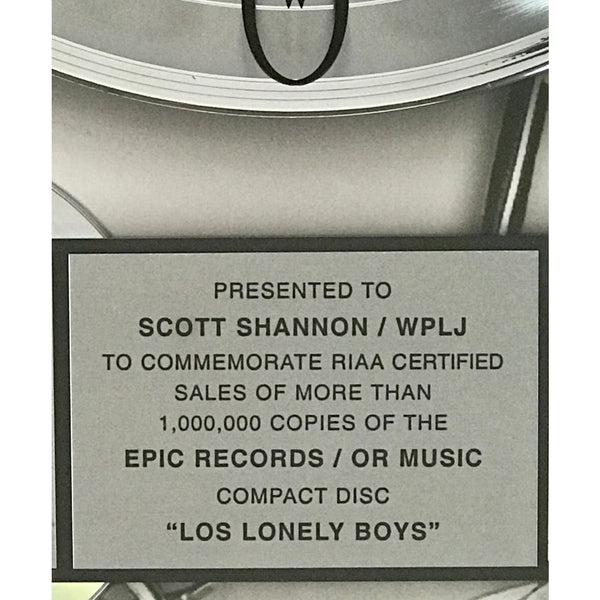 PRESENTED TO
SCOTT SHANNON / WPLJ
TO COMMEMORATE RIAA CERTIFIED
SALES OF MORE THAN
1,000,000 COPIES OF THE
EPIC RECORDS / OR MUSIC
COMPACT DISC
“LOS LONELY BOYS”